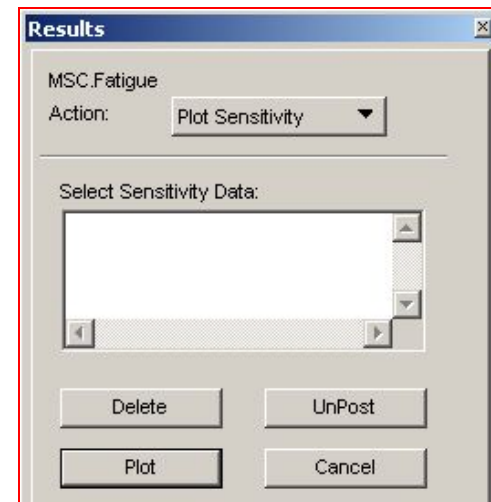 Results
MSC.Fatigue
Action: Plot Sensitivity
Select Sensitivity Data:
Delete UnPost
Plot Cancel